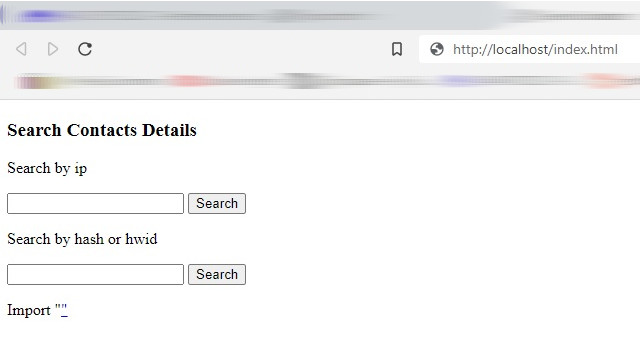 http://localhost/index.html
Search Contacts Details
Search by ip
Search
Search by hash or hwid
Search
Import ""